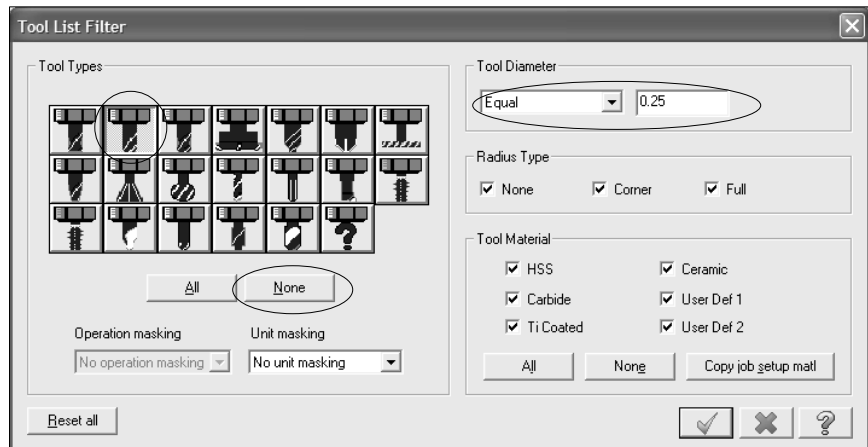 Tool List Filter
Tool Types
All
None
Operation masking
Unit masking
No operation masking
No unit masking
Reset all
Tool Diameter
Equal
0.25
Radius Type
None
Corner
Full
Tool Material
HSS
Ceramic
Carbide
User Def 1
Ti Coated
User Def 2
All
None
Copy job setup matl
?